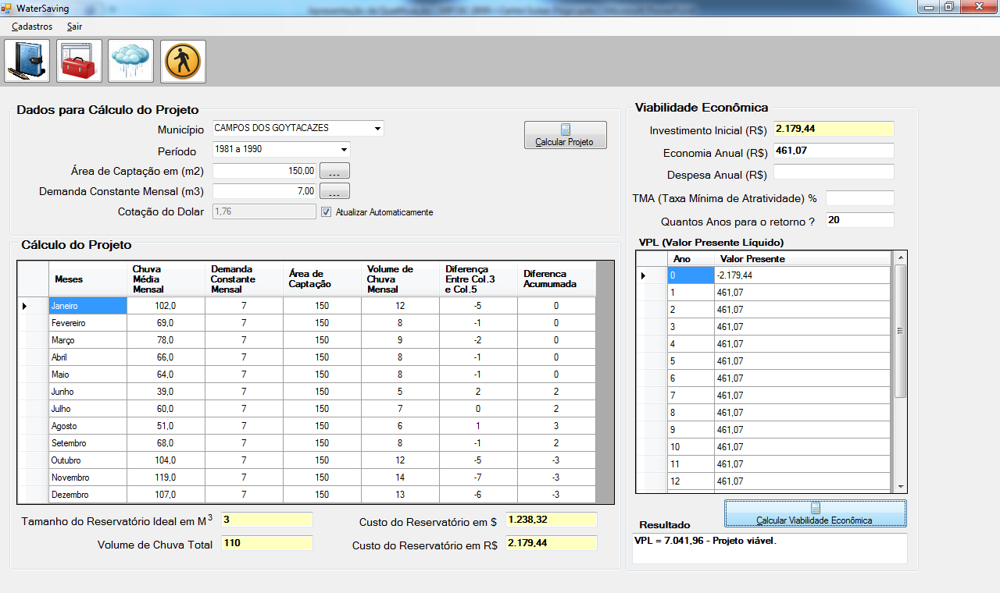 WaterSaving
Cadastros Sair
Dados para Cálculo do Projeto
Município CAMPOS DOS GOYTACAZES
Calcular Projeto
Período 1981 a 1990
Área de Captação em (m2) 150,00 ...
Demanda Constante Mensal (m3) 7,00 ...
Cotação do Dolar 1,76 Atualizar Automaticamente
Cálculo do Projeto
Meses Chuva Média Mensal Demanda Constante Mensal Área de Captação Volume de Chuva Mensal Diferença Entre Col.3 e Col.5 Diferenca Acumumada
Janeiro 102,0 7 150 12 -5 0
Fevereiro 69,0 7 150 8 -1 0
Março 78,0 7 150 9 -2 0
Abril 66,0 7 150 8 -1 0
Maio 64,0 7 150 8 -1 0
Junho 39,0 7 150 5 2 2
Julho 60,0 7 150 7 0 2
Agosto 51,0 7 150 6 1 3
Setembro 68,0 7 150 8 -1 2
Outubro 104,0 7 150 12 -5 -3
Novembro 119,0 7 150 14 -7 -3
Dezembro 107,0 7 150 13 -6 -3
Tamanho do Reservatório Ideal em M3 3 Custo do Reservatório em $ 1.238,32
Volume de Chuva Total 110 Custo do Reservatório em R$ 2.179,44
Viabilidade Econômica
Investimento Inicial (R$) 2.179,44
Economia Anual (R$) 461,07
Despesa Anual (R$)
TMA (Taxa Mínima de Atratividade) %
Quantos Anos para o retorno ? 20
VPL (Valor Presente Líquido)
Ano Valor Presente
0 -2.179,44
1 461,07
2 461,07
3 461,07
4 461,07
5 461,07
6 461,07
7 461,07
8 461,07
9 461,07
10 461,07
11 461,07
12 461,07
Calcular Viabilidade Econômica
Resultado
VPL = 7.041,96 - Projeto viável.